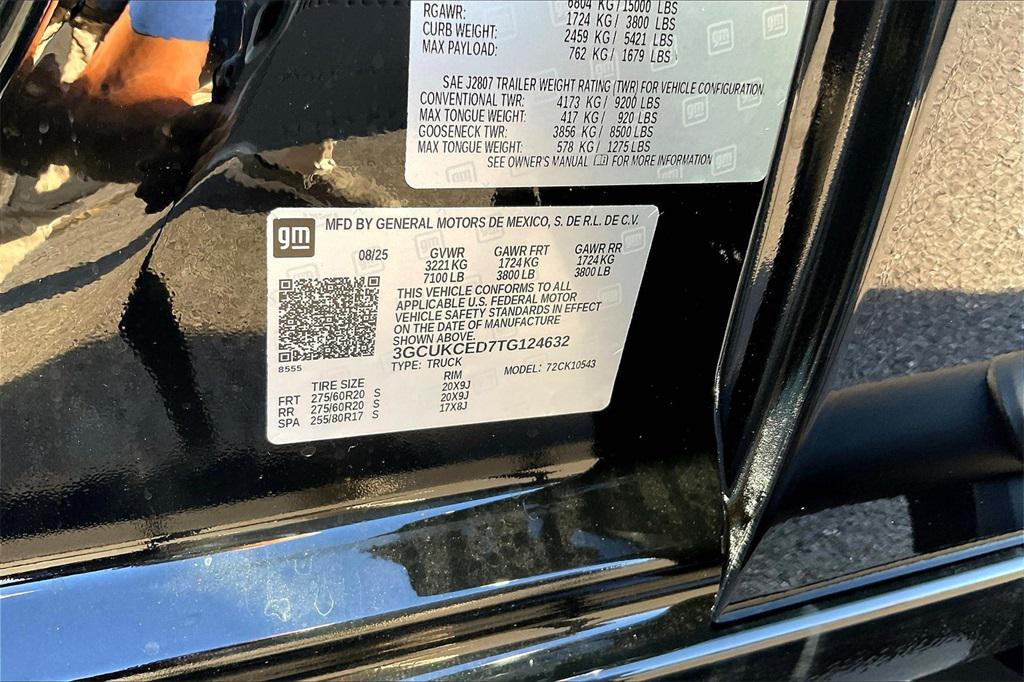 6804 KG/15000 LBS
RGAWR: 1724 KG/ 3800 LBS
CURB WEIGHT: 2459 KG/ 5421 LBS
MAX PAYLOAD: 762 KG/ 1679 LBS
SAE J2807 TRAILER WEIGHT RATING (TWR) FOR VEHICLE CONFIGURATION.
CONVENTIONAL TWR: 4173 KG/ 9200 LBS
MAX TONGUE WEIGHT: 417 KG/ 920 LBS
GOOSENECK TWR: 3856 KG/ 8500 LBS
MAX TONGUE WEIGHT: 578 KG/ 1275 LBS
SEE OWNER'S MANUAL FOR MORE INFORMATION
gm MFD BY GENERAL MOTORS DE MEXICO, S. DE R.L. DE C.V.
08/25 GVWR GAWR FRT GAWR RR
3221 KG 1724 KG 1724 KG
7100 LB 3800 LB 3800 LB
THIS VEHICLE CONFORMS TO ALL
APPLICABLE U.S. FEDERAL MOTOR
VEHICLE SAFETY STANDARDS IN EFFECT
ON THE DATE OF MANUFACTURE
SHOWN ABOVE.
3GCUKCED7TG124632
8555 TYPE: TRUCK MODEL: 72CK10543
TIRE SIZE RIM
FRT 275/60R20 S 20X9J
RR 275/60R20 S 20X9J
SPA 255/80R17 S 17X8J